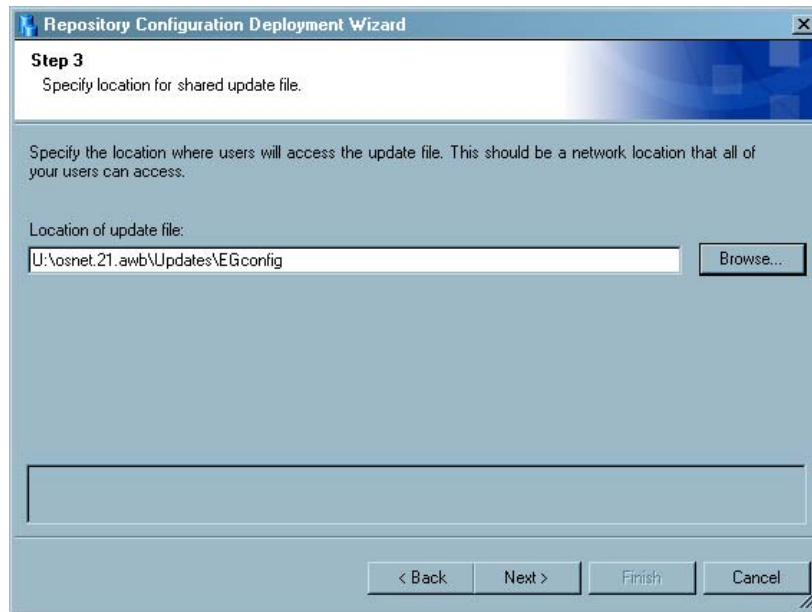 Repository Configuration Deployment Wizard
Step 3
Specify location for shared update file.
Specify the location where users will access the update file. This should be a network location that all of
your users can access.
Location of update file:
U:\osnet.21.awb\Updates\EGconfig
Browse...
< Back
Next >
Finish
Cancel